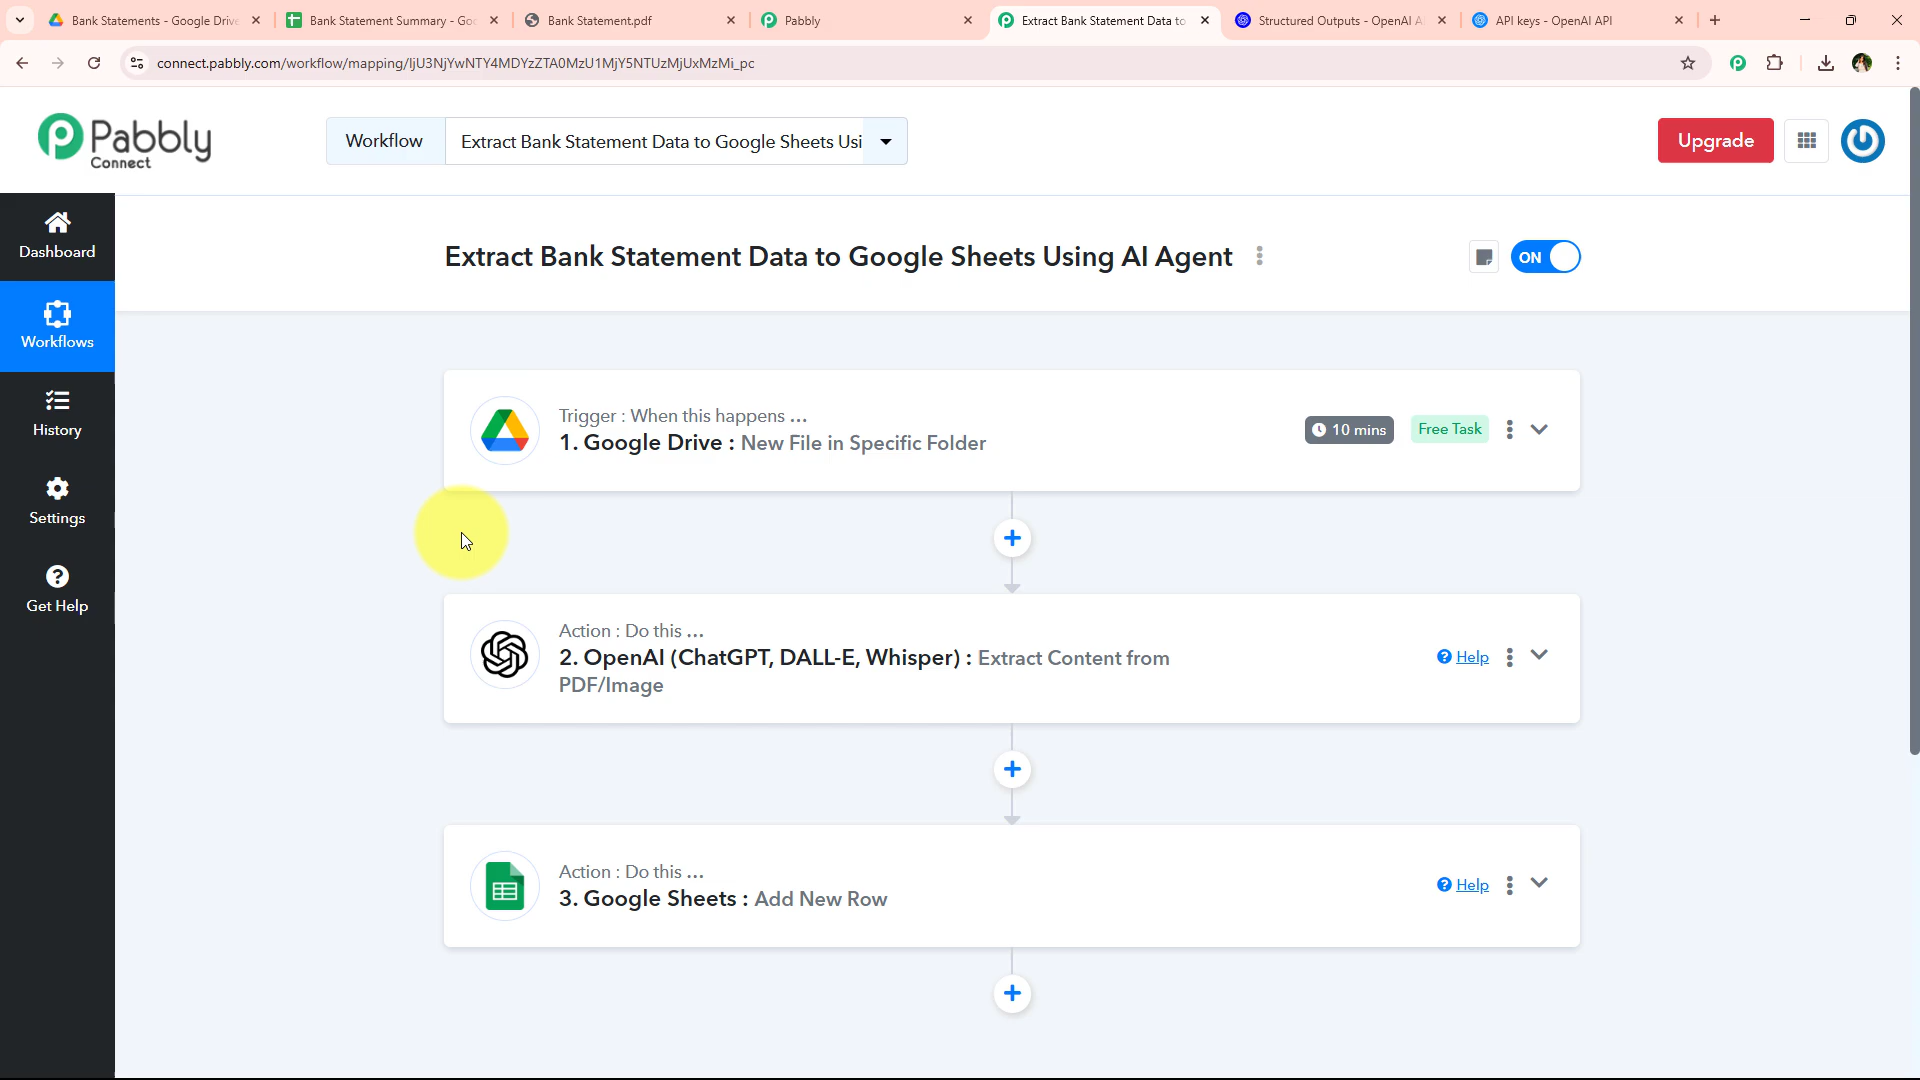 Bank Statements - Google Drive
Bank Statement Summary - Goo
Bank Statement.pdf
Pabbly
Extract Bank Statement Data to
Structured Outputs - OpenAI A
API keys - OpenAI API
connect.pabbly.com/workflow/mapping/IjU3NjYwNTY4MDYzZTA0MzU1MjY5NTUzMjUxMzMi_pc
Pabbly
Connect
Workflow
Extract Bank Statement Data to Google Sheets Usi
Upgrade
Dashboard
Workflows
History
Settings
Get Help
Extract Bank Statement Data to Google Sheets Using AI Agent
ON
Trigger : When this happens ...
1. Google Drive : New File in Specific Folder
10 mins
Free Task
Action : Do this ...
2. OpenAI (ChatGPT, DALL-E, Whisper) : Extract Content from
PDF/Image
Help
Action : Do this ...
3. Google Sheets : Add New Row
Help